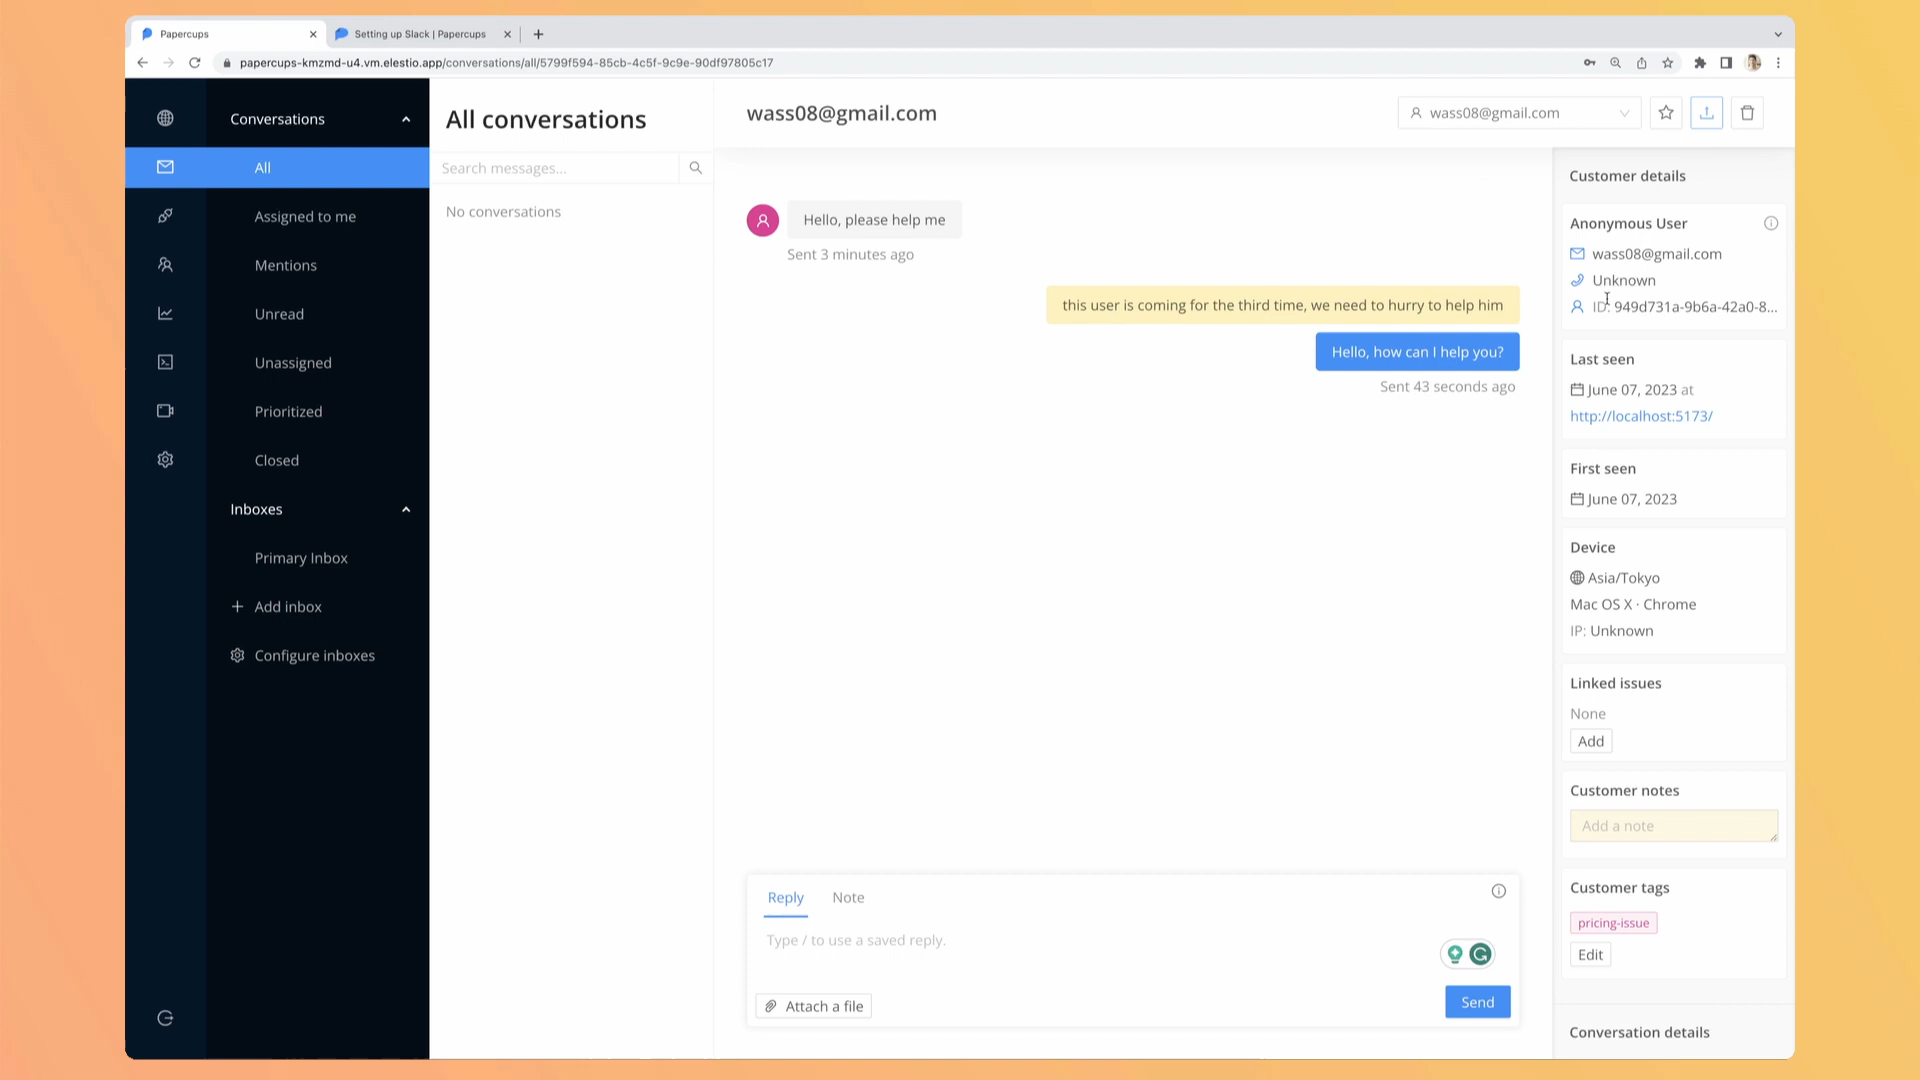 Papercups
Setting up Slack | Papercups
papercups-kmzmd-u4.vm.elestio.app/conversations/all/5799f594-85cb-4c5f-9c9e-90df97805c17
Conversations
All
Assigned to me
Mentions
Unread
Unassigned
Prioritized
Closed
Inboxes
Primary Inbox
Add inbox
Configure inboxes
All conversations
Search messages...
No conversations
wass08@gmail.com
wass08@gmail.com
Hello, please help me
Sent 3 minutes ago
this user is coming for the third time, we need to hurry to help him
Hello, how can I help you?
Sent 43 seconds ago
Reply
Note
Type / to use a saved reply.
Attach a file
Send
Customer details
Anonymous User
wass08@gmail.com
Unknown
ID: 949d731a-9b6a-42a0-8...
Last seen
June 07, 2023 at
http://localhost:5173/
First seen
June 07, 2023
Device
Asia/Tokyo
Mac OS X · Chrome
IP: Unknown
Linked issues
None
Add
Customer notes
Add a note
Customer tags
pricing-issue
Edit
Conversation details